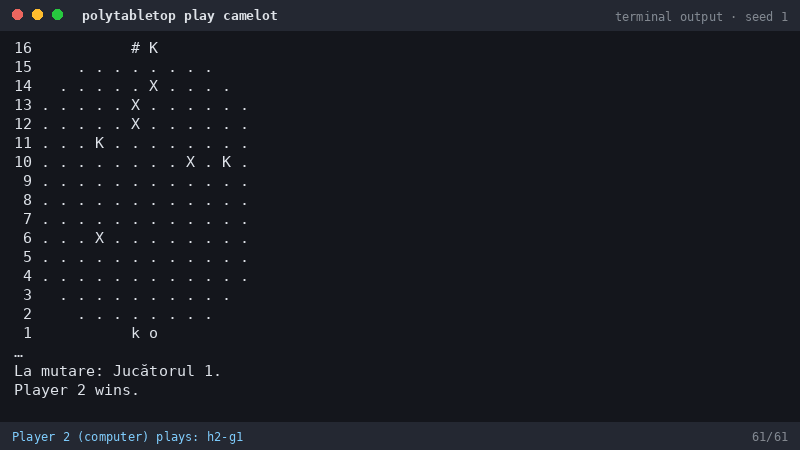 polytabletop play camelot
terminal output · seed 1
16           # K
15     . . . . . . . .
14   . . . . . X . . . .
13 . . . . . X . . . . . .
12 . . . . . X . . . . . .
11 . . . K . . . . . . . .
10 . . . . . . . . X . K .
 9 . . . . . . . . . . . .
 8 . . . . . . . . . . . .
 7 . . . . . . . . . . . .
 6 . . . X . . . . . . . .
 5 . . . . . . . . . . . .
 4 . . . . . . . . . . . .
 3   . . . . . . . . . .
 2     . . . . . . . .
 1           k o
…
La mutare: Jucătorul 1.
Player 2 wins.
Player 2 (computer) plays: h2-g1
61/61